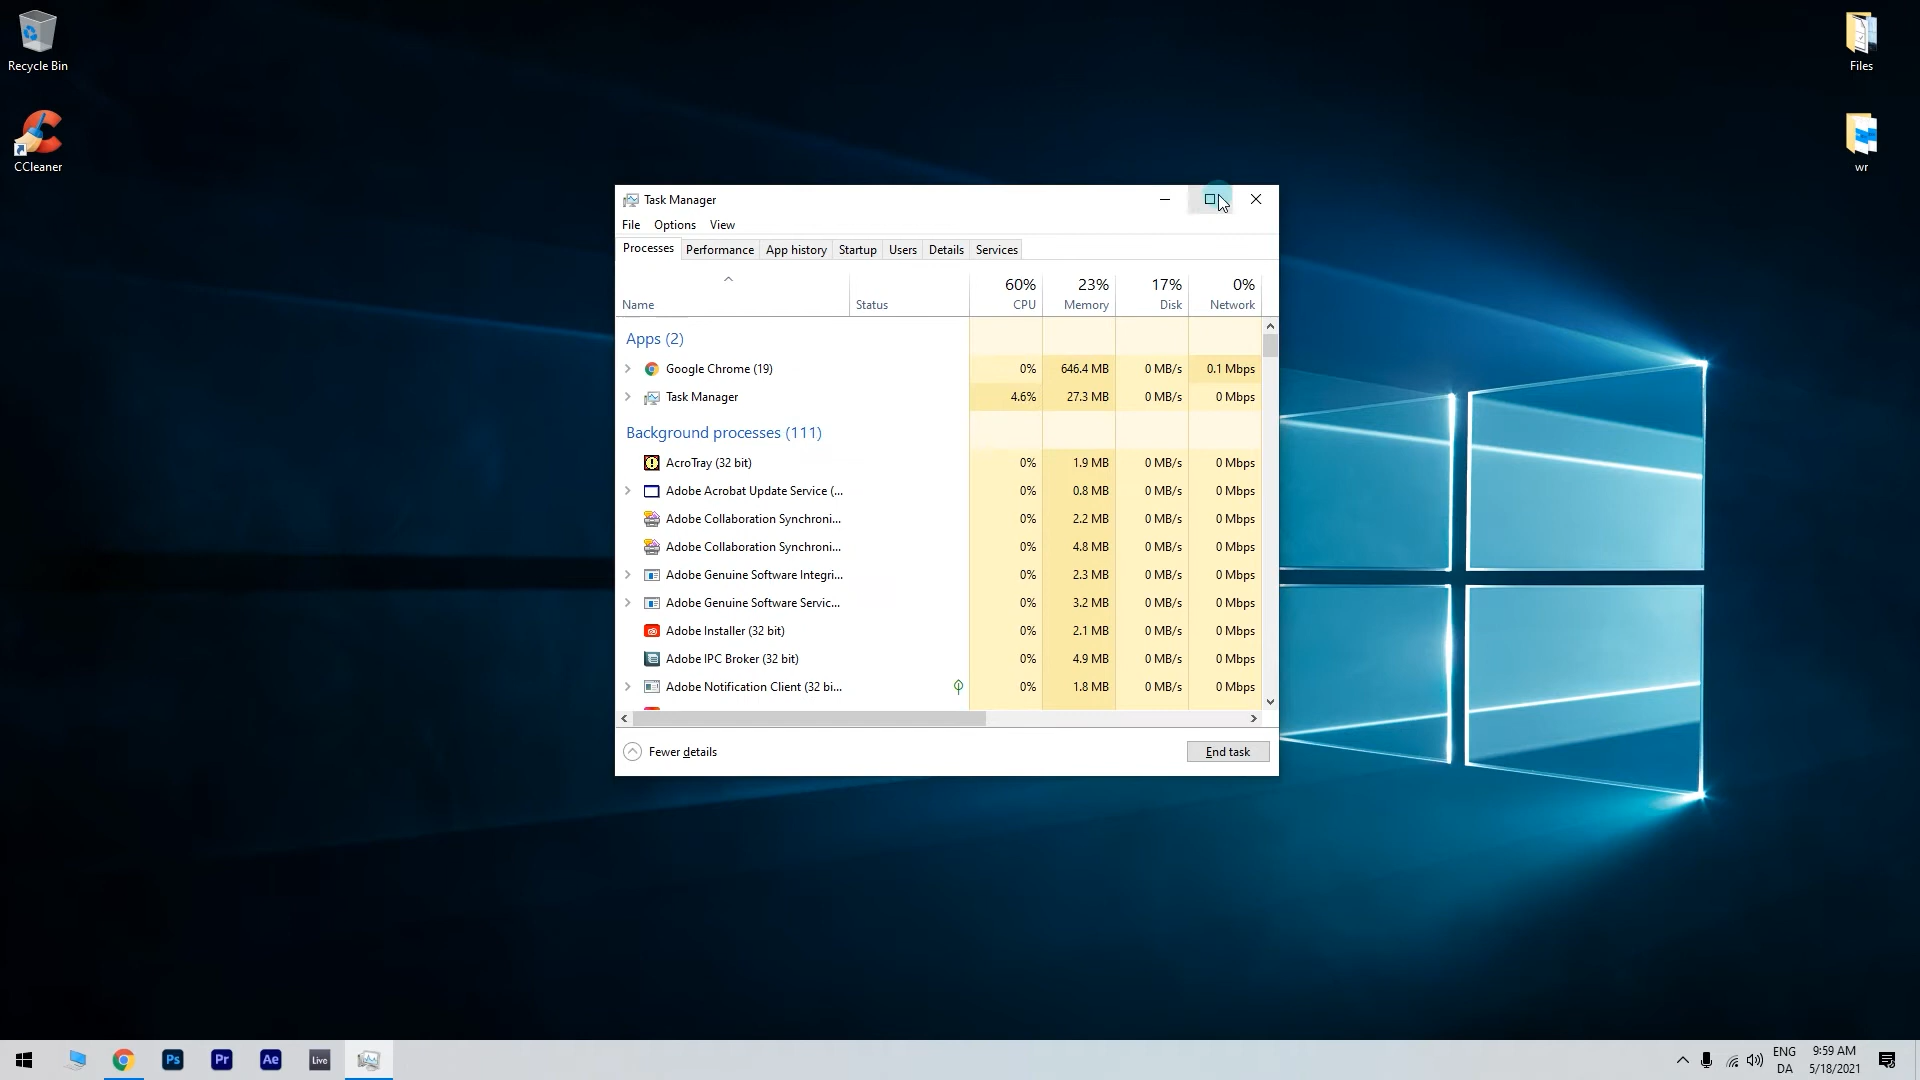 Recycle Bin
CCleaner
Files
wr
Task Manager
File Options View
Processes Performance App history Startup Users Details Services
60% 23% 17% 0%
Name Status CPU Memory Disk Network
Apps (2)
Google Chrome (19) 0% 646.4 MB 0 MB/s 0.1 Mbps
Task Manager 4.6% 27.3 MB 0 MB/s 0 Mbps
Background processes (111)
AcroTray (32 bit) 0% 1.9 MB 0 MB/s 0 Mbps
Adobe Acrobat Update Service (... 0% 0.8 MB 0 MB/s 0 Mbps
Adobe Collaboration Synchroni... 0% 2.2 MB 0 MB/s 0 Mbps
Adobe Collaboration Synchroni... 0% 4.8 MB 0 MB/s 0 Mbps
Adobe Genuine Software Integri... 0% 2.3 MB 0 MB/s 0 Mbps
Adobe Genuine Software Servic... 0% 3.2 MB 0 MB/s 0 Mbps
Adobe Installer (32 bit) 0% 2.1 MB 0 MB/s 0 Mbps
Adobe IPC Broker (32 bit) 0% 4.9 MB 0 MB/s 0 Mbps
Adobe Notification Client (32 bi... 0% 1.8 MB 0 MB/s 0 Mbps
Fewer details End task
Ps Pr Ae Live
ENG 9:59 AM
DA 5/18/2021